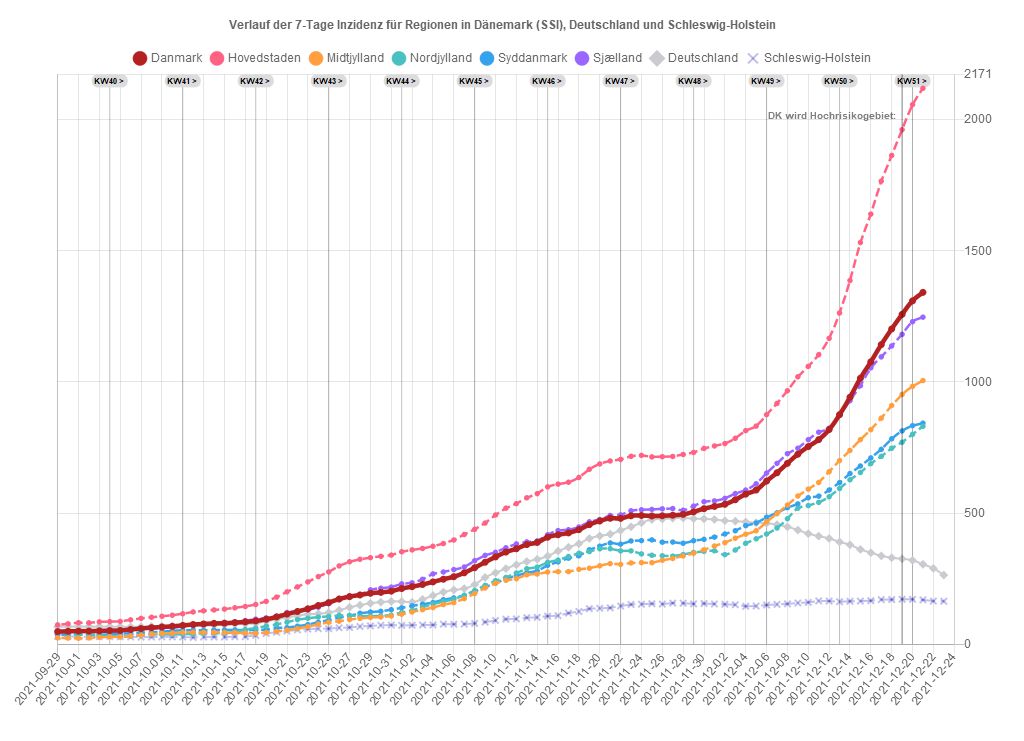 Verlauf der 7-Tage Inzidenz für Regionen in Dänemark (SSI), Deutschland und Schleswig-Holstein
Danmark Hovedstaden Midtjylland Nordjylland Syddanmark Sjælland Deutschland Schleswig-Holstein
KW40 > KW41 > KW42 > KW43 > KW44 > KW45 > KW46 > KW47 > KW48 > KW49 > KW50 > KW51 >
2171
DK wird Hochrisikogebiet:
2000
1500
1000
500
0
2021-09-29 2021-10-01 2021-10-03 2021-10-05 2021-10-07 2021-10-09 2021-10-11 2021-10-13 2021-10-15 2021-10-17 2021-10-19 2021-10-21 2021-10-23 2021-10-25 2021-10-27 2021-10-29 2021-10-31 2021-11-02 2021-11-04 2021-11-06 2021-11-08 2021-11-10 2021-11-12 2021-11-14 2021-11-16 2021-11-18 2021-11-20 2021-11-22 2021-11-24 2021-11-26 2021-11-28 2021-11-30 2021-12-02 2021-12-04 2021-12-06 2021-12-08 2021-12-10 2021-12-12 2021-12-14 2021-12-16 2021-12-18 2021-12-20 2021-12-22 2021-12-24